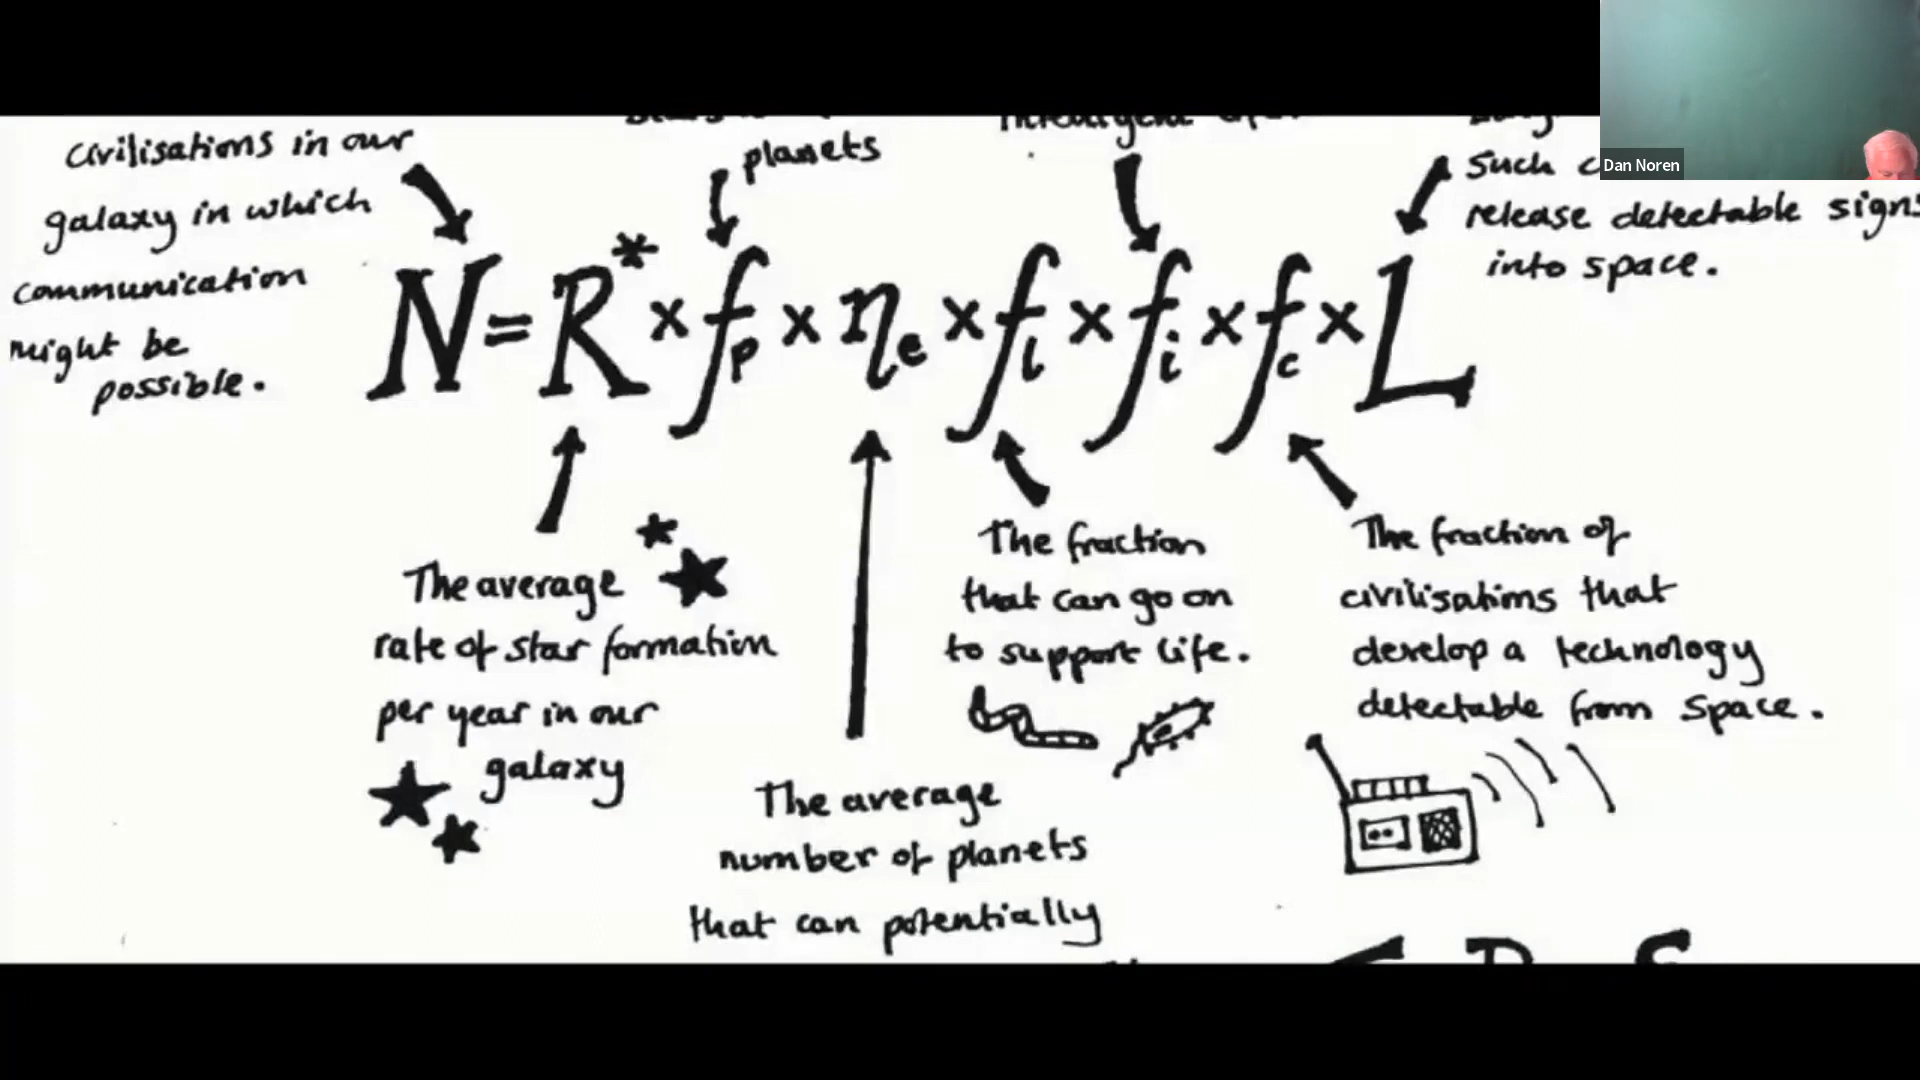 civilisations in our
galaxy in which
communication
might be
possible.
planets
such
release detectable
into space.
Dan Noren
N = R* × fp × ηe × fl × fi × fc × L
The average
rate of star formation
per year in our
galaxy
The average
number of planets
that can potentially
The fraction
that can go on
to support life.
The fraction of
civilisations that
develop a technology
detectable from space.